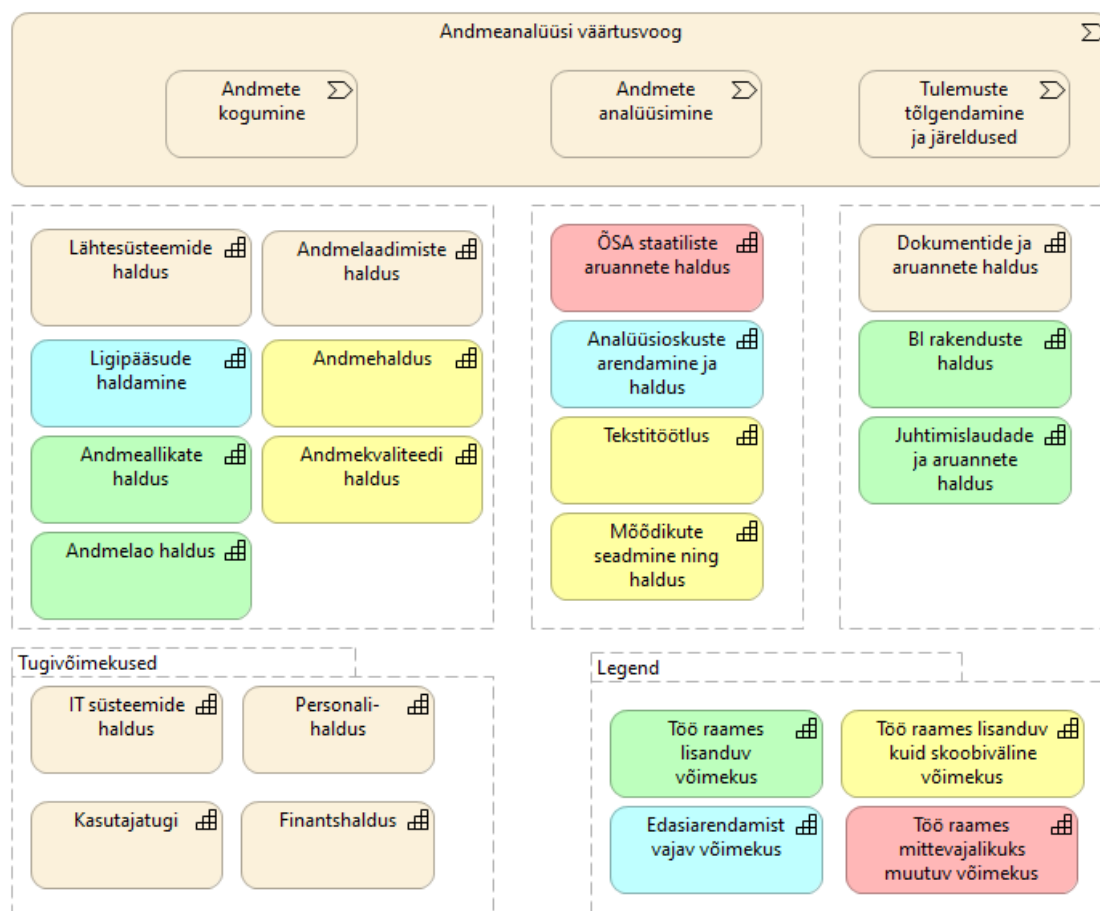 Andmeanalüüsi väärtusvoog
Andmete
kogumine
Andmete
analüüsimine
Tulemuste
tõlgendamine
ja järeldused
Lähtesüsteemide
haldus
Andmelaadimiste
haldus
Ligipääsude
haldamine
Andmehaldus
Andmeallikate
haldus
Andmekvaliteedi
haldus
Andmelao haldus
ÕSA staatiliste
aruannete haldus
Analüüsioskuste
arendamine ja
haldus
Tekstitöötlus
Mõõdikute
seadmine ning
haldus
Dokumentide ja
aruannete haldus
BI rakenduste
haldus
Juhtimislaudade
ja aruannete
haldus
Tugivõimekused
IT süsteemide
haldus
Personali-
haldus
Kasutajatugi
Finantshaldus
Legend
Töö raames
lisanduv
võimekus
Töö raames lisanduv
kuid skoobiväline
võimekus
Edasiarendamist
vajav võimekus
Töö raames
mittevajalikuks
muutuv võimekus